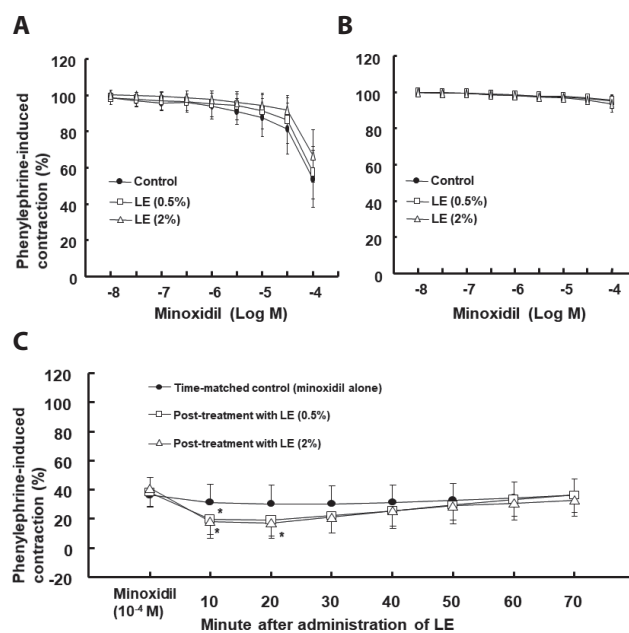 A
Phenylephrine-induced
contraction (%)
120
100
80
60
40
20
0
Control
LE (0.5%)
LE (2%)
-8
-7
-6
-5
-4
Minoxidil (Log M)
B
120
100
80
60
40
20
0
Control
LE (0.5%)
LE (2%)
-8
-7
-6
-5
-4
Minoxidil (Log M)
C
Phenylephrine-induced
contraction (%)
120
100
80
60
40
20
0
-20
Time-matched control (minoxidil alone)
Post-treatment with LE (0.5%)
Post-treatment with LE (2%)
*
*
*
Minoxidil
(10⁻⁴ M)
10
20
30
40
50
60
70
Minute after administration of LE